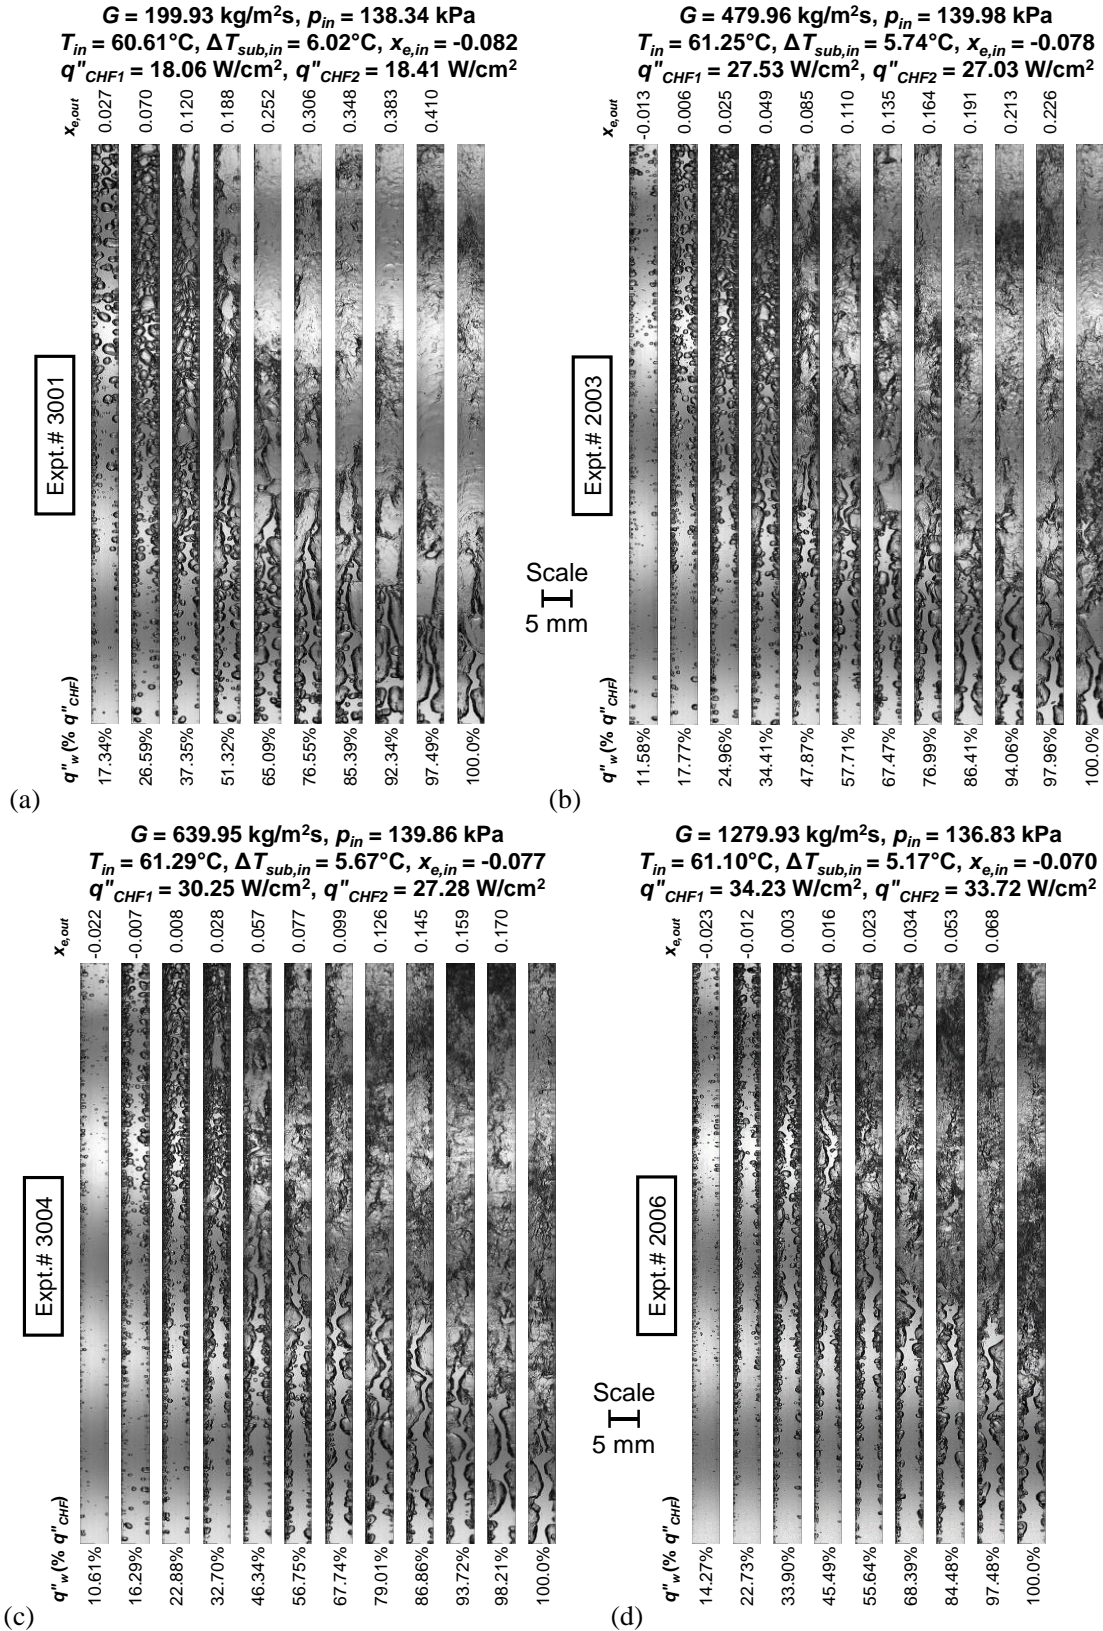 G = 199.93 kg/m²s, p_in = 138.34 kPa
T_in = 61.61°C, ΔT_sub,in = 6.02°C, x_e,in = -0.082
q"_CHF1 = 18.06 W/cm², q"_CHF2 = 18.41 W/cm²
x_e,out
0.027
0.070
0.120
0.188
0.252
0.306
0.348
0.383
0.410
Expt.# 3001
q"_w (% q"_CHF)
17.34%
26.59%
37.35%
51.32%
65.09%
76.55%
85.39%
92.34%
97.49%
100.0%
(a)
G = 479.96 kg/m²s, p_in = 139.98 kPa
T_in = 61.25°C, ΔT_sub,in = 5.74°C, x_e,in = -0.078
q"_CHF1 = 27.53 W/cm², q"_CHF2 = 27.03 W/cm²
x_e,out
-0.013
0.006
0.025
0.049
0.085
0.110
0.135
0.164
0.191
0.213
0.226
Expt.# 2003
Scale
5 mm
q"_w (% q"_CHF)
11.58%
17.77%
24.96%
34.41%
47.87%
57.71%
67.47%
76.99%
86.41%
94.06%
97.96%
100.0%
(b)
G = 639.95 kg/m²s, p_in = 139.86 kPa
T_in = 61.29°C, ΔT_sub,in = 5.67°C, x_e,in = -0.077
q"_CHF1 = 30.25 W/cm², q"_CHF2 = 27.28 W/cm²
x_e,out
-0.022
-0.007
0.008
0.028
0.057
0.077
0.099
0.126
0.145
0.159
0.170
Expt.# 3004
q"_w (% q"_CHF)
10.61%
16.29%
22.88%
32.70%
46.34%
56.75%
67.74%
79.01%
86.86%
93.72%
98.21%
100.0%
(c)
G = 1279.93 kg/m²s, p_in = 136.83 kPa
T_in = 61.10°C, ΔT_sub,in = 5.17°C, x_e,in = -0.070
q"_CHF1 = 34.23 W/cm², q"_CHF2 = 33.72 W/cm²
x_e,out
-0.023
-0.012
0.003
0.016
0.023
0.034
0.053
0.068
Expt.# 2006
Scale
5 mm
q"_w (% q"_CHF)
14.27%
22.73%
33.90%
45.49%
55.64%
68.39%
84.48%
97.48%
100.0%
(d)